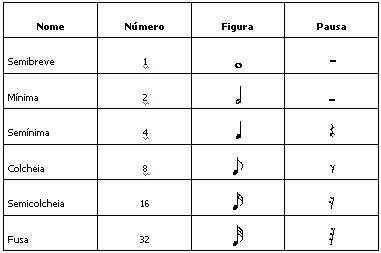 Nome Número Figura Pausa
Semibreve 1
Mínima 2
Semínima 4
Colcheia 8
Semicolcheia 16
Fusa 32